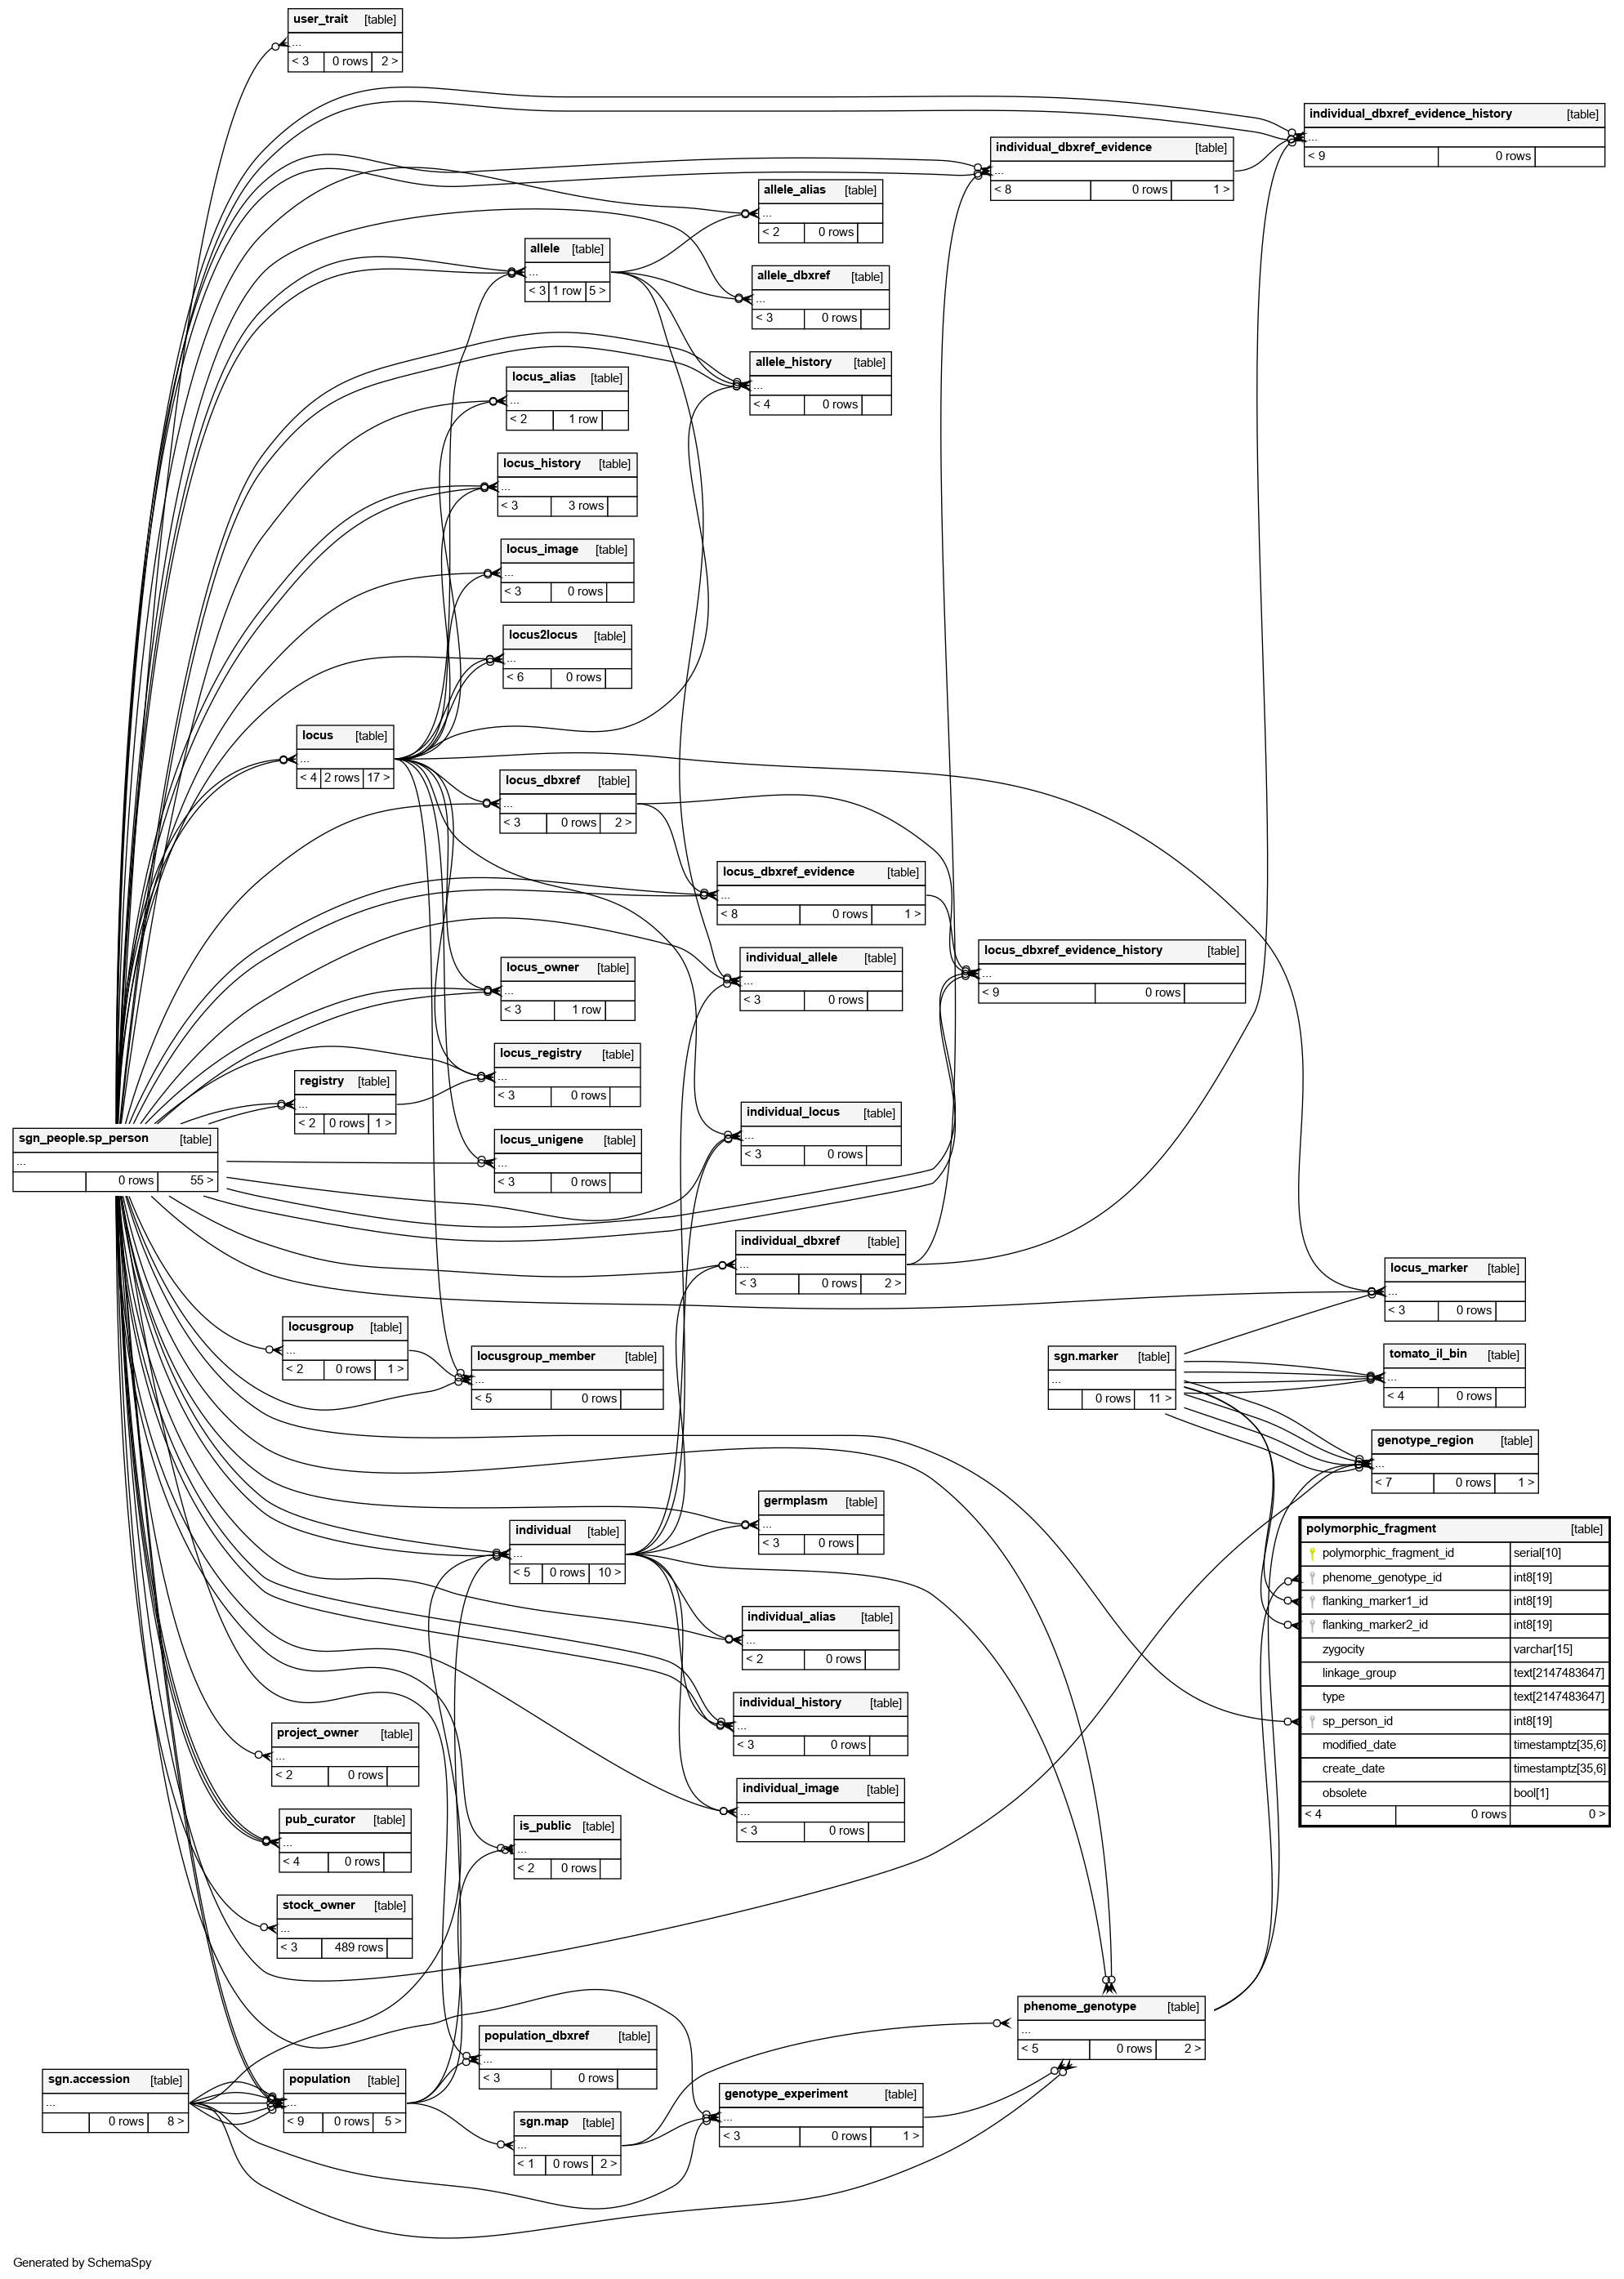 user_trait [table]
...
< 3 0 rows 2 >
individual_dbxref_evidence_history [table]
...
< 9 0 rows
individual_dbxref_evidence [table]
...
< 8 0 rows 1 >
allele_alias [table]
...
< 2 0 rows
allele [table]
...
< 3 1 row 5 >
allele_dbxref [table]
...
< 3 0 rows
allele_history [table]
...
< 4 0 rows
locus_alias [table]
...
< 2 1 row
locus_history [table]
...
< 3 3 rows
locus_image [table]
...
< 3 0 rows
locus2locus [table]
...
< 6 0 rows
locus [table]
...
< 4 2 rows 17 >
locus_dbxref [table]
...
< 3 0 rows 2 >
locus_dbxref_evidence [table]
...
< 8 0 rows 1 >
locus_dbxref_evidence_history [table]
...
< 9 0 rows
individual_allele [table]
...
< 3 0 rows
locus_owner [table]
...
< 3 1 row
locus_registry [table]
...
< 3 0 rows
registry [table]
...
< 2 0 rows 1 >
individual_locus [table]
...
< 3 0 rows
sgn_people.sp_person [table]
...
0 rows 55 >
locus_unigene [table]
...
< 3 0 rows
individual_dbxref [table]
...
< 3 0 rows 2 >
locus_marker [table]
...
< 3 0 rows
locusgroup [table]
...
< 2 0 rows 1 >
locusgroup_member [table]
...
< 5 0 rows
sgn.marker [table]
...
0 rows 11 >
tomato_il_bin [table]
...
< 4 0 rows
genotype_region [table]
...
< 7 0 rows 1 >
germplasm [table]
...
< 3 0 rows
individual [table]
...
< 5 0 rows 10 >
polymorphic_fragment [table]
polymorphic_fragment_id serial[10]
phenome_genotype_id int8[19]
flanking_marker1_id int8[19]
flanking_marker2_id int8[19]
zygocity varchar[15]
linkage_group text[2147483647]
type text[2147483647]
sp_person_id int8[19]
modified_date timestamptz[35,6]
create_date timestamptz[35,6]
obsolete bool[1]
< 4 0 rows 0 >
individual_alias [table]
...
< 2 0 rows
individual_history [table]
...
< 3 0 rows
project_owner [table]
...
< 2 0 rows
individual_image [table]
...
< 3 0 rows
pub_curator [table]
...
< 4 0 rows
is_public [table]
...
< 2 0 rows
stock_owner [table]
...
< 3 489 rows
phenome_genotype [table]
...
< 5 0 rows 2 >
population_dbxref [table]
...
< 3 0 rows
sgn.accession [table]
...
0 rows 8 >
population [table]
...
< 9 0 rows 5 >
genotype_experiment [table]
...
< 3 0 rows 1 >
sgn.map [table]
...
< 1 0 rows 2 >
Generated by SchemaSpy